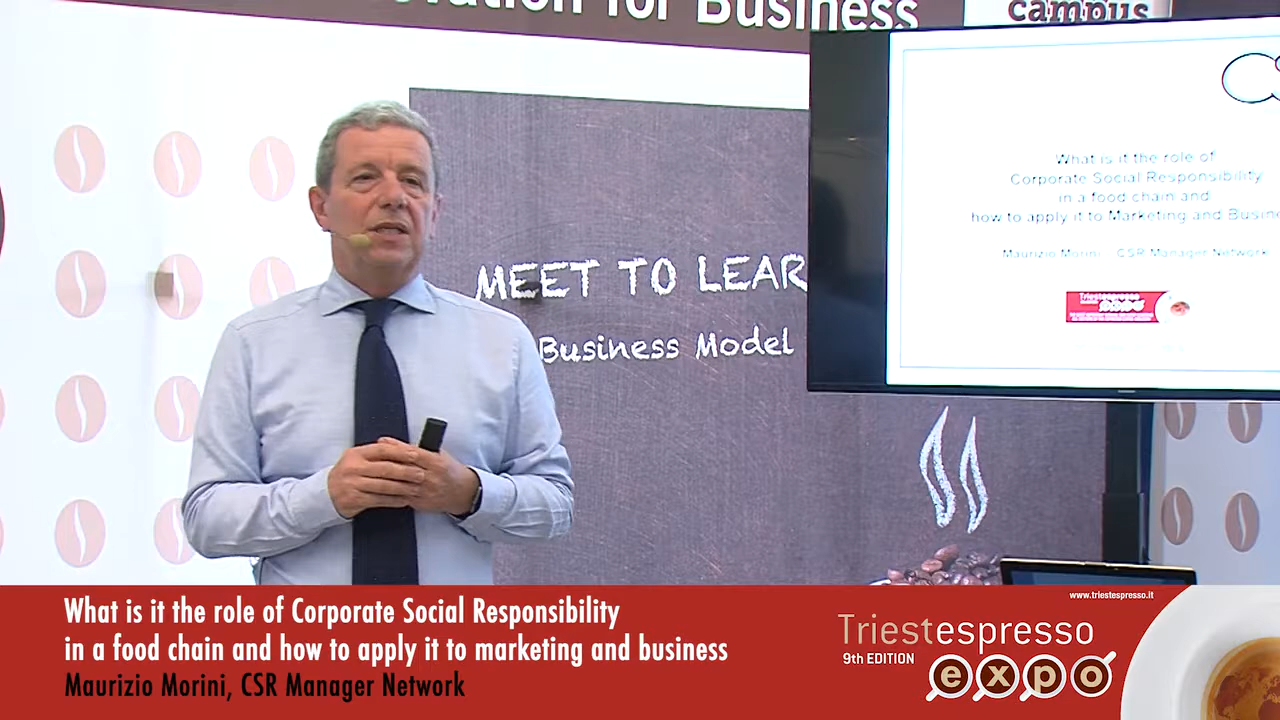 for Business
campus
What is it the role of
Corporate Social Responsibility
in a food chain and
how to apply it to Marketing and Busin
Maurizio Morini CSR Manager Network
Triestespresso
expo
MEET TO LEAR
Business Model
What is it the role of Corporate Social Responsibility
in a food chain and how to apply it to marketing and business
Maurizio Morini, CSR Manager Network
www.triestespresso.it
Triestespresso
9th EDITION
expo